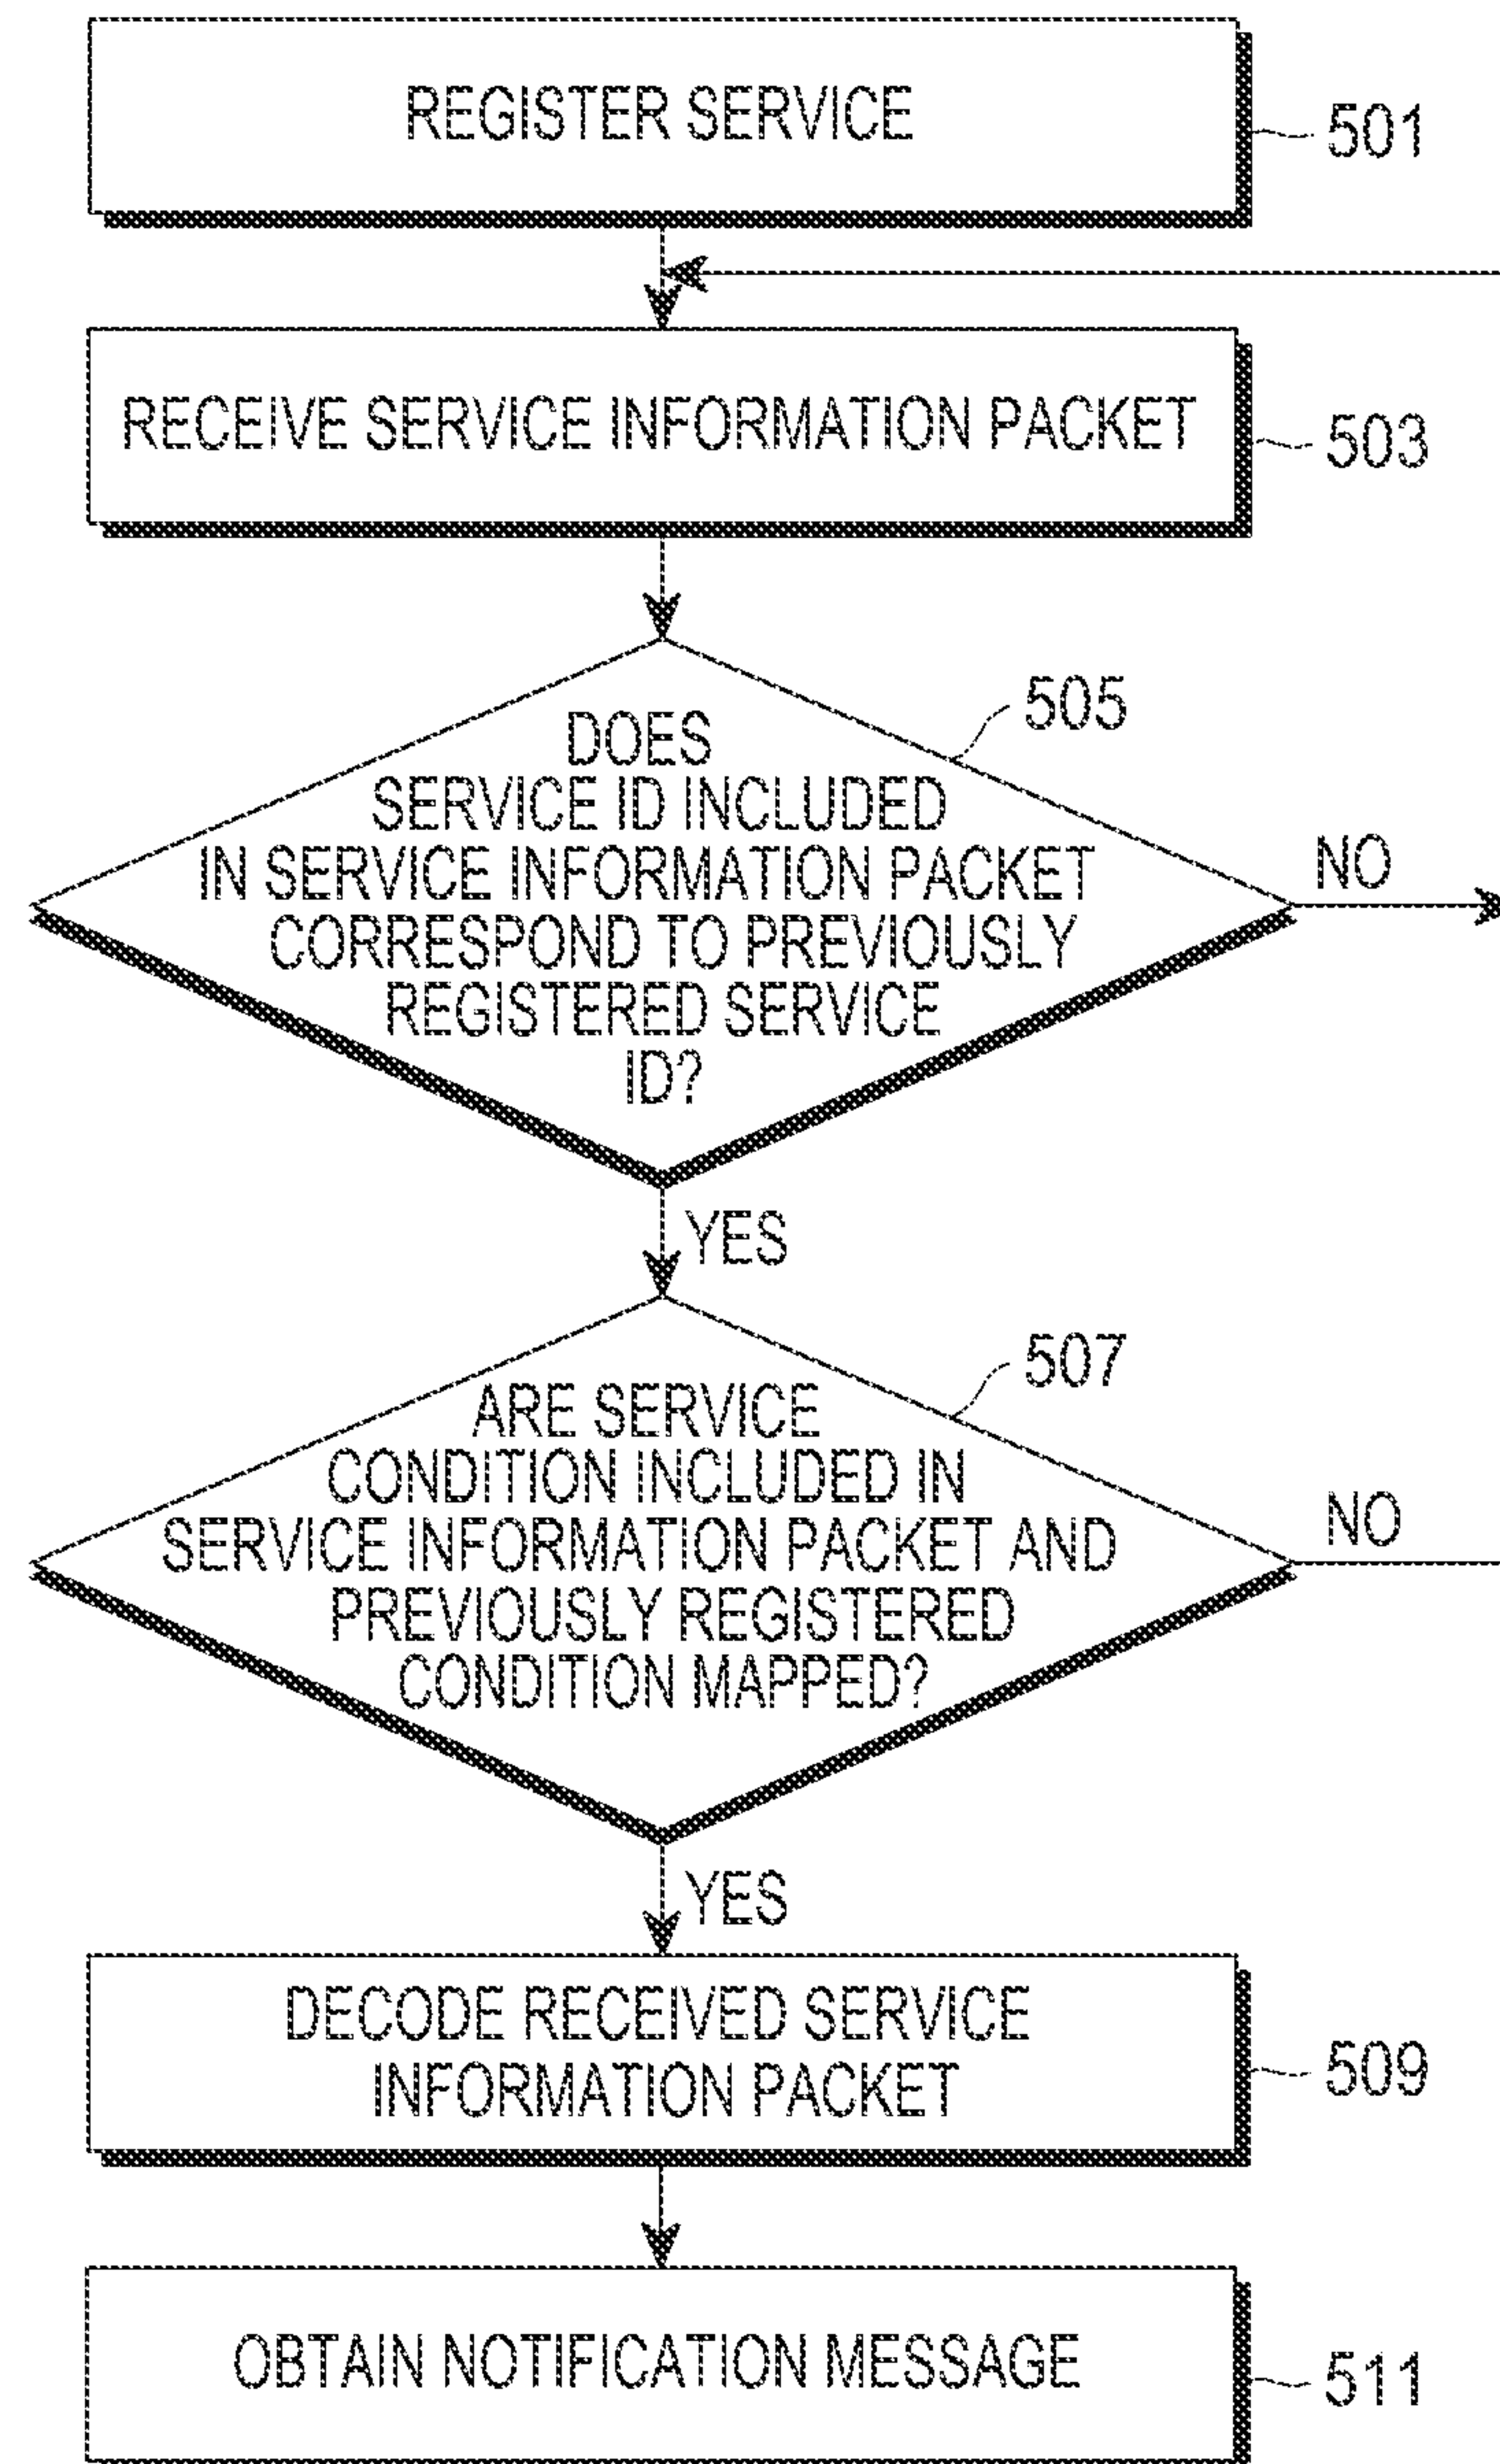 REGISTER SERVICE
501
RECEIVE SERVICE INFORMATION PACKET
503
505
DOES
SERVICE ID INCLUDED
IN SERVICE INFORMATION PACKET
CORRESPOND TO PREVIOUSLY
REGISTERED SERVICE
ID?
NO
YES
507
ARE SERVICE
CONDITION INCLUDED IN
SERVICE INFORMATION PACKET AND
PREVIOUSLY REGISTERED
CONDITION MAPPED?
NO
YES
DECODE RECEIVED SERVICE
INFORMATION PACKET
509
OBTAIN NOTIFICATION MESSAGE
511